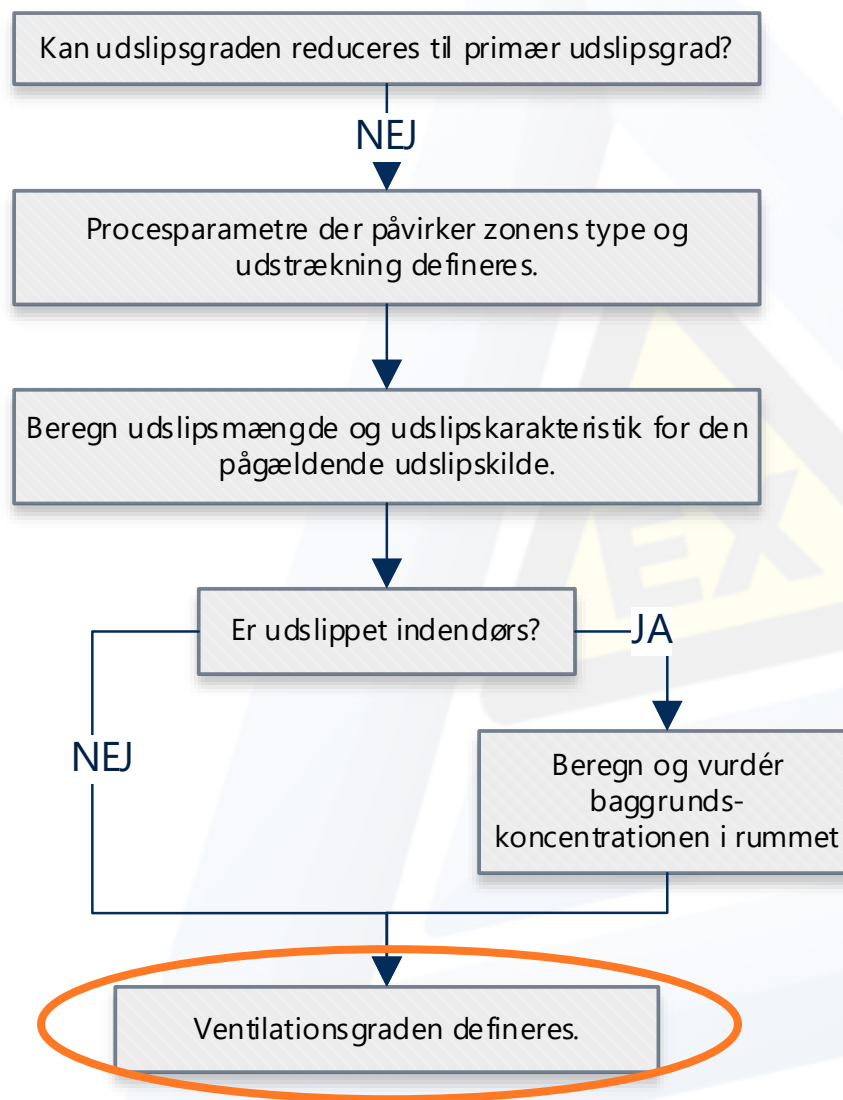 Kan udslipsgraden reduceres til primær udslipsgrad?
NEJ
Procesparametre der påvirker zonens type og
udstrækning defineres.
Beregn udslipsmængde og udslipskarakteristik for den
pågældende udslipskilde.
Er udslippet indendørs?
JA
NEJ
Beregn og vurdér
baggrunds-
koncentrationen i rummet
Ventilationsgraden defineres.
EX